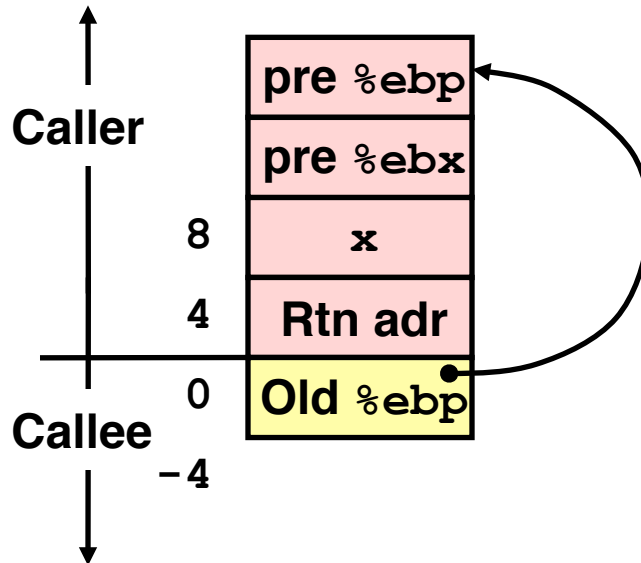 pre %ebp
Caller
pre %ebx
8 x
4 Rtn adr
0 Old %ebp
Callee
-4